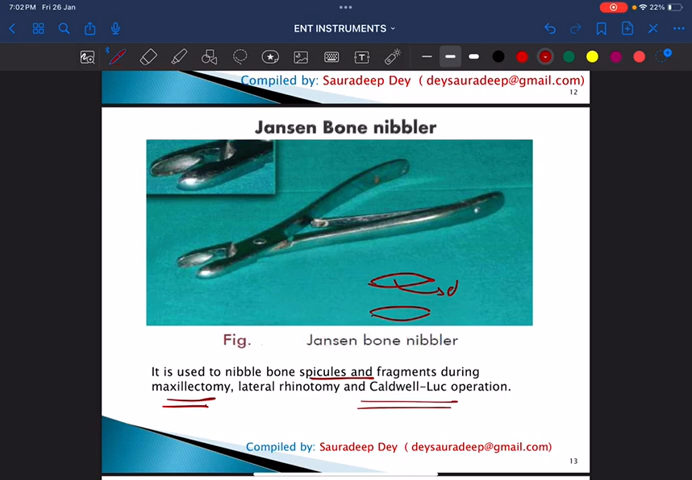 7:02 PM Fri 26 Jan
22%
ENT INSTRUMENTS
Compiled by: Sauradeep Dey ( deysauradeep@gmail.com)
12
Jansen Bone nibbler
Fig. Jansen bone nibbler
It is used to nibble bone spicules and fragments during
maxillectomy, lateral rhinotomy and Caldwell-Luc operation.
Compiled by: Sauradeep Dey ( deysauradeep@gmail.com)
13